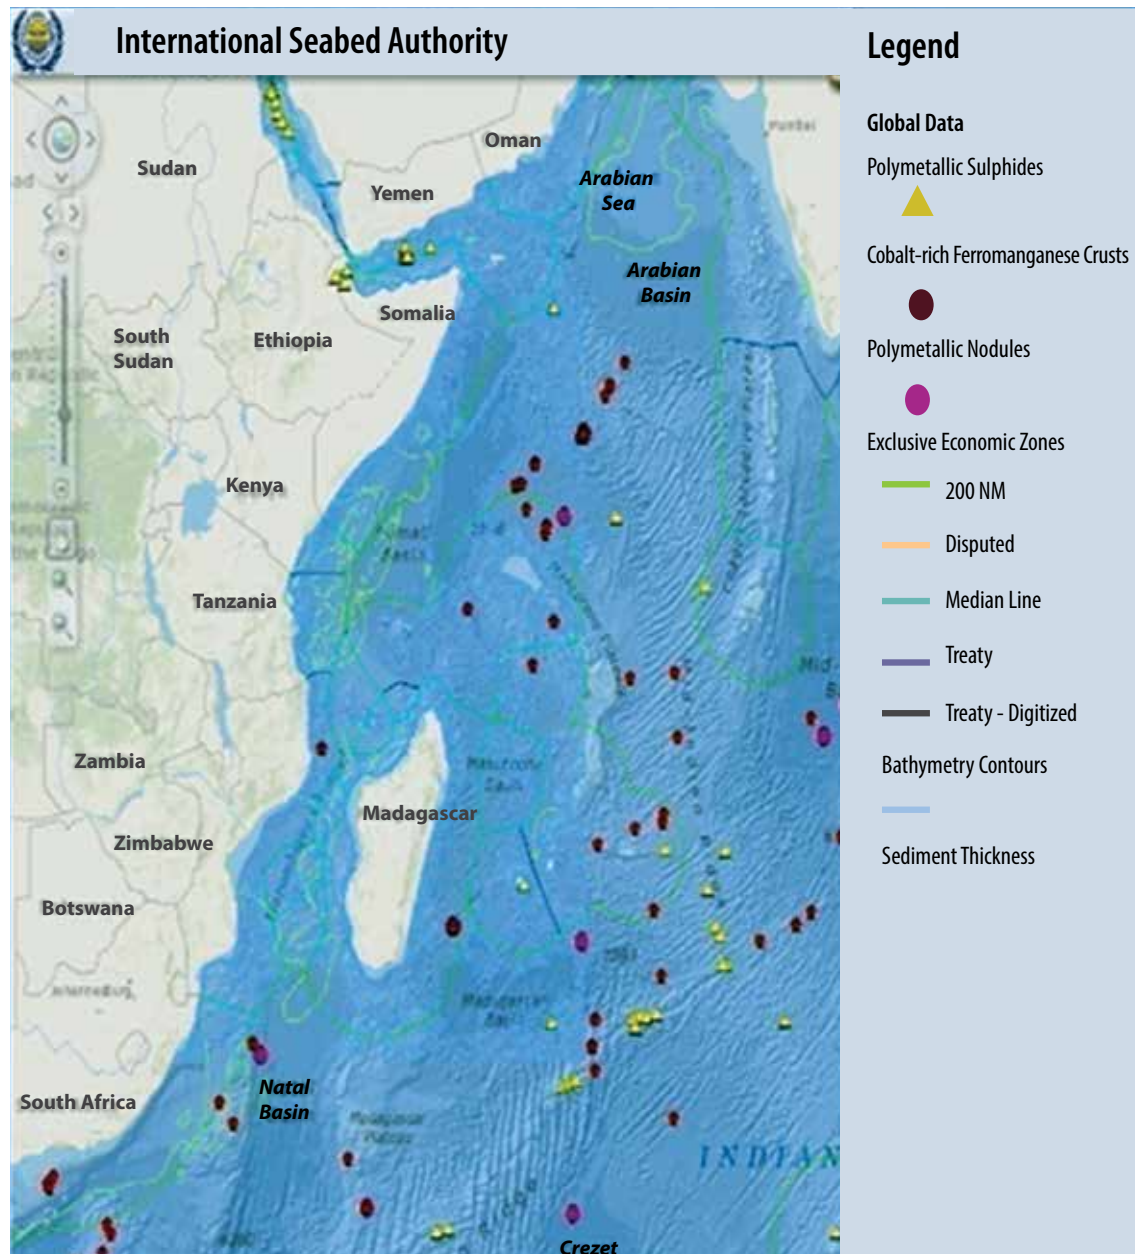 International Seabed Authority
Legend
Global Data
Polymetallic Sulphides
Cobalt-rich Ferromanganese Crusts
Polymetallic Nodules
Exclusive Economic Zones
200 NM
Disputed
Median Line
Treaty
Treaty - Digitized
Bathymetry Contours
Sediment Thickness
Oman
Sudan
Yemen
Arabian
Sea
Arabian
Basin
Somalia
South
Sudan
Ethiopia
Kenya
Tanzania
Zambia
Madagascar
Zimbabwe
Botswana
South Africa
Natal
Basin
INDIAN
Crezet